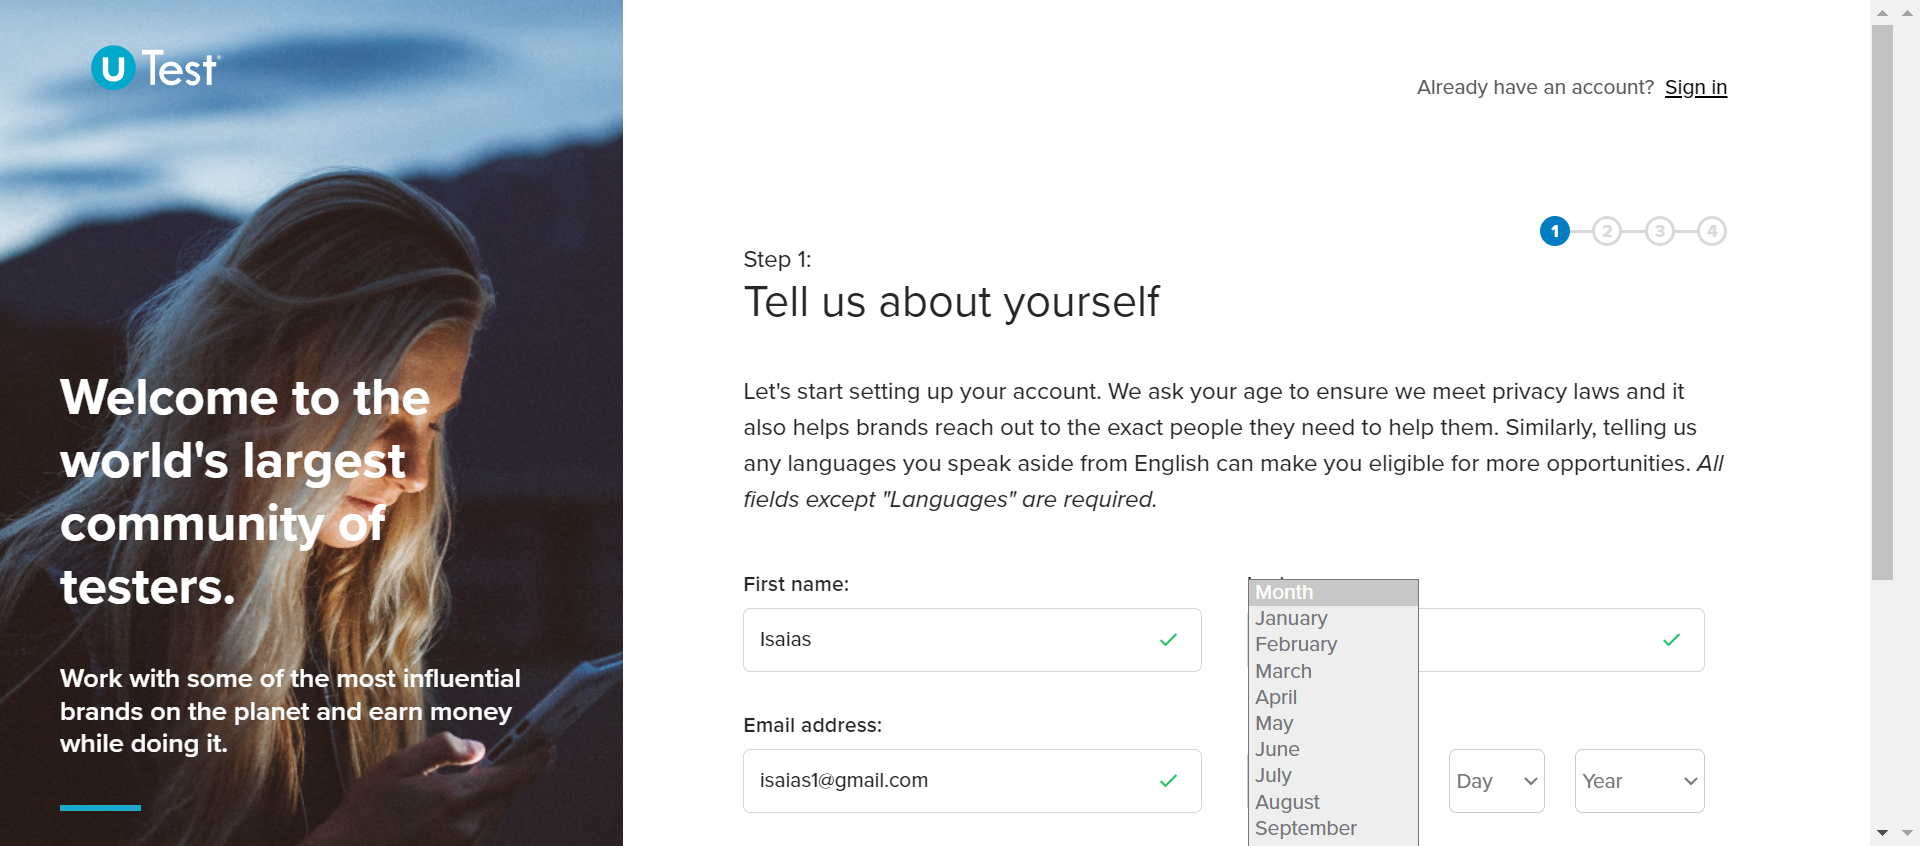 u Test
Already have an account? Sign in
1 2 3 4
Step 1:
Tell us about yourself
Let's start setting up your account. We ask your age to ensure we meet privacy laws and it
also helps brands reach out to the exact people they need to help them. Similarly, telling us
any languages you speak aside from English can make you eligible for more opportunities. All
fields except "Languages" are required.
Welcome to the
world's largest
community of
testers.
Work with some of the most influential
brands on the planet and earn money
while doing it.
First name:
Isaias
Email address:
isaias1@gmail.com
Month
January
February
March
April
May
June
July
August
September
Day
Year